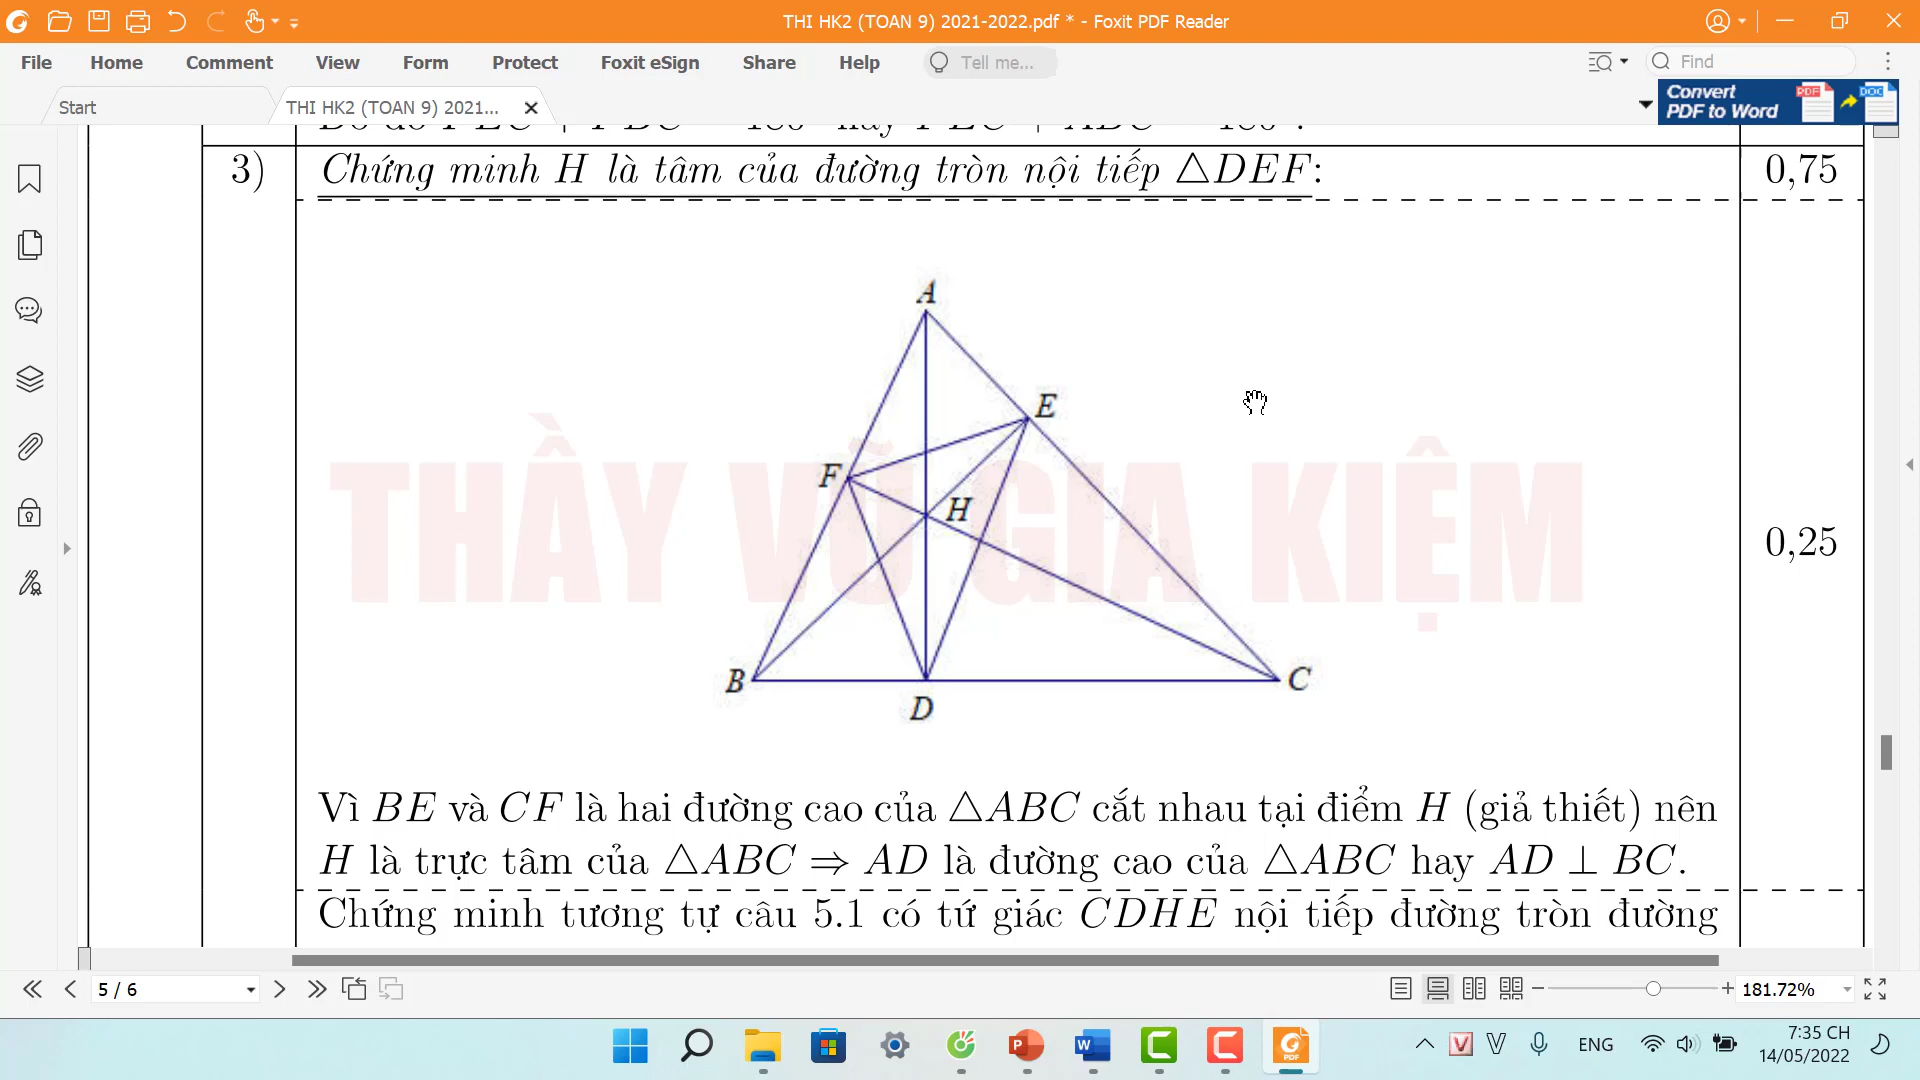 THI HK2 (TOAN 9) 2021-2022.pdf * - Foxit PDF Reader
File Home Comment View Form Protect Foxit eSign Share Help Tell me... Find
Start THI HK2 (TOAN 9) 2021... Convert PDF to Word PDF DOC
3) Chứng minh H là tâm của đường tròn nội tiếp △DEF: 0,75
A
E
F
H
THẦY VŨ GIA KIỆM
0,25
B
C
D
Vì BE và CF là hai đường cao của △ABC cắt nhau tại điểm H (giả thiết) nên
H là trực tâm của △ABC ⇒ AD là đường cao của △ABC hay AD ⊥ BC.
Chứng minh tương tự câu 5.1 có tứ giác CDHE nội tiếp đường tròn đường
5 / 6 181.72%
ENG 7:35 CH
14/05/2022